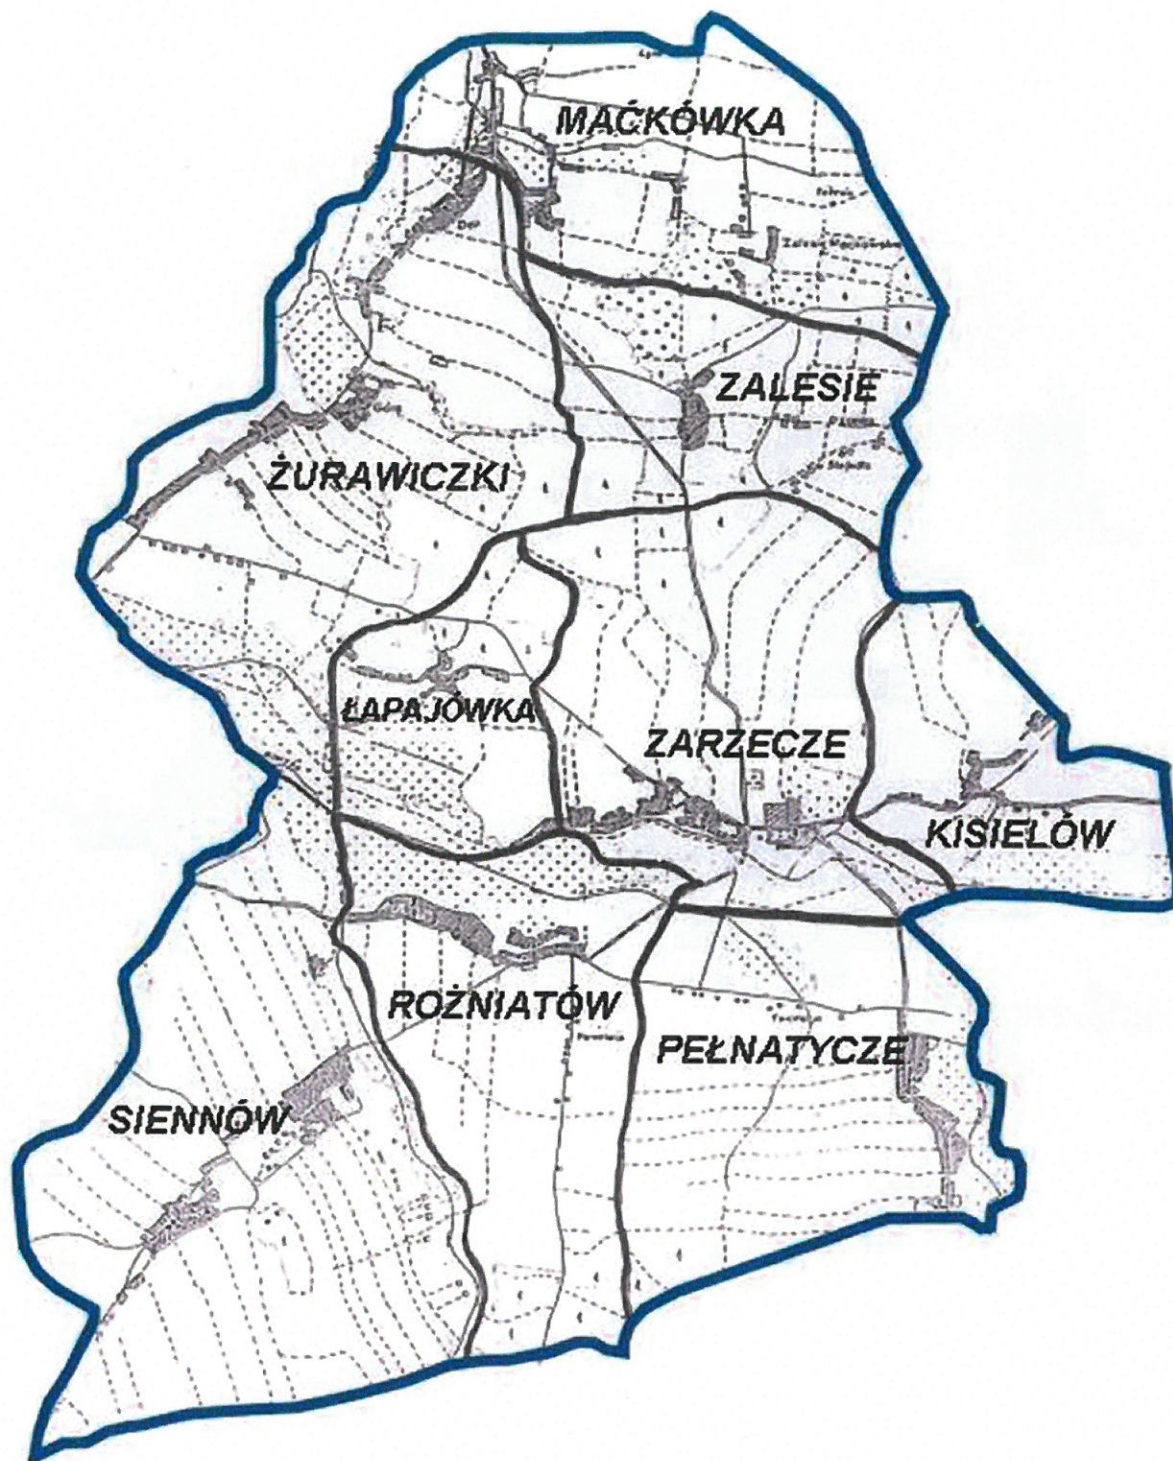 MAĆKÓWKA
ZALESIE
ŻURAWICZKI
ŁAPAJÓWKA
ZARZECZE
KISIELÓW
ROŻNIATÓW
PEŁNATYCZE
SIENNÓW